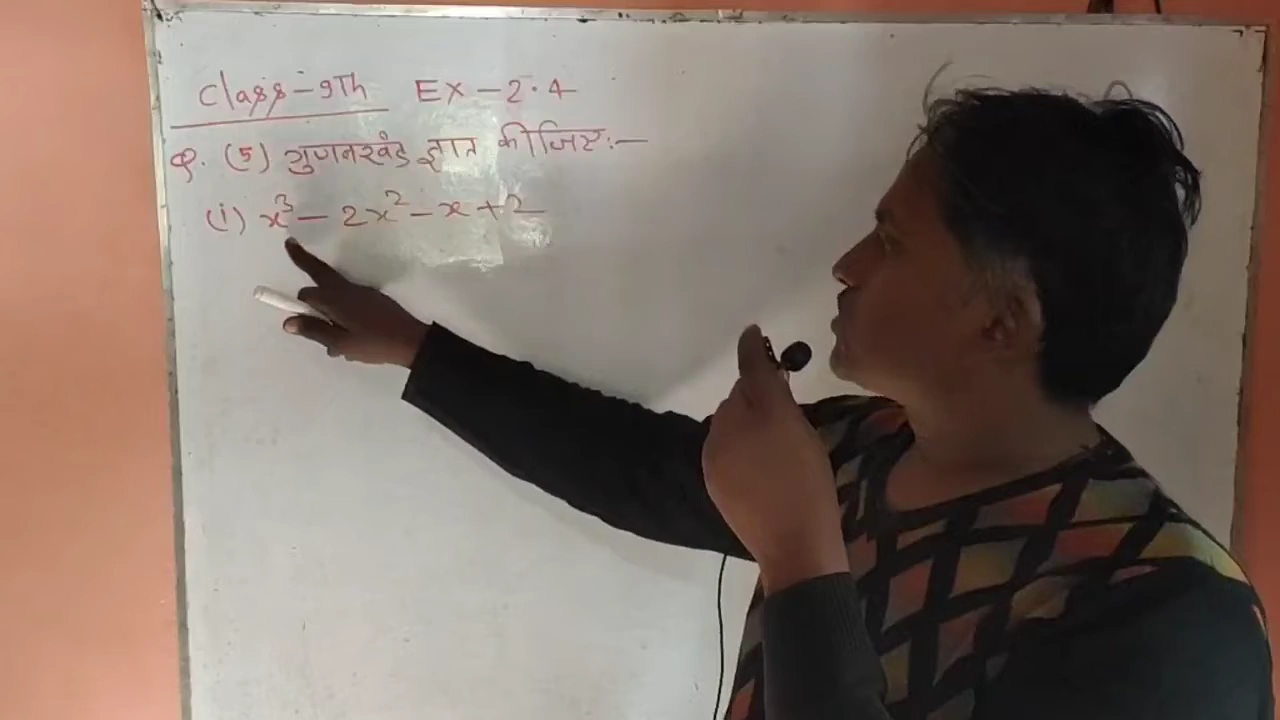 Class-9Th Ex-2.4
Q. (5) गुणनखंड ज्ञात कीजिए:-
(i) x³ - 2x² - x + 2